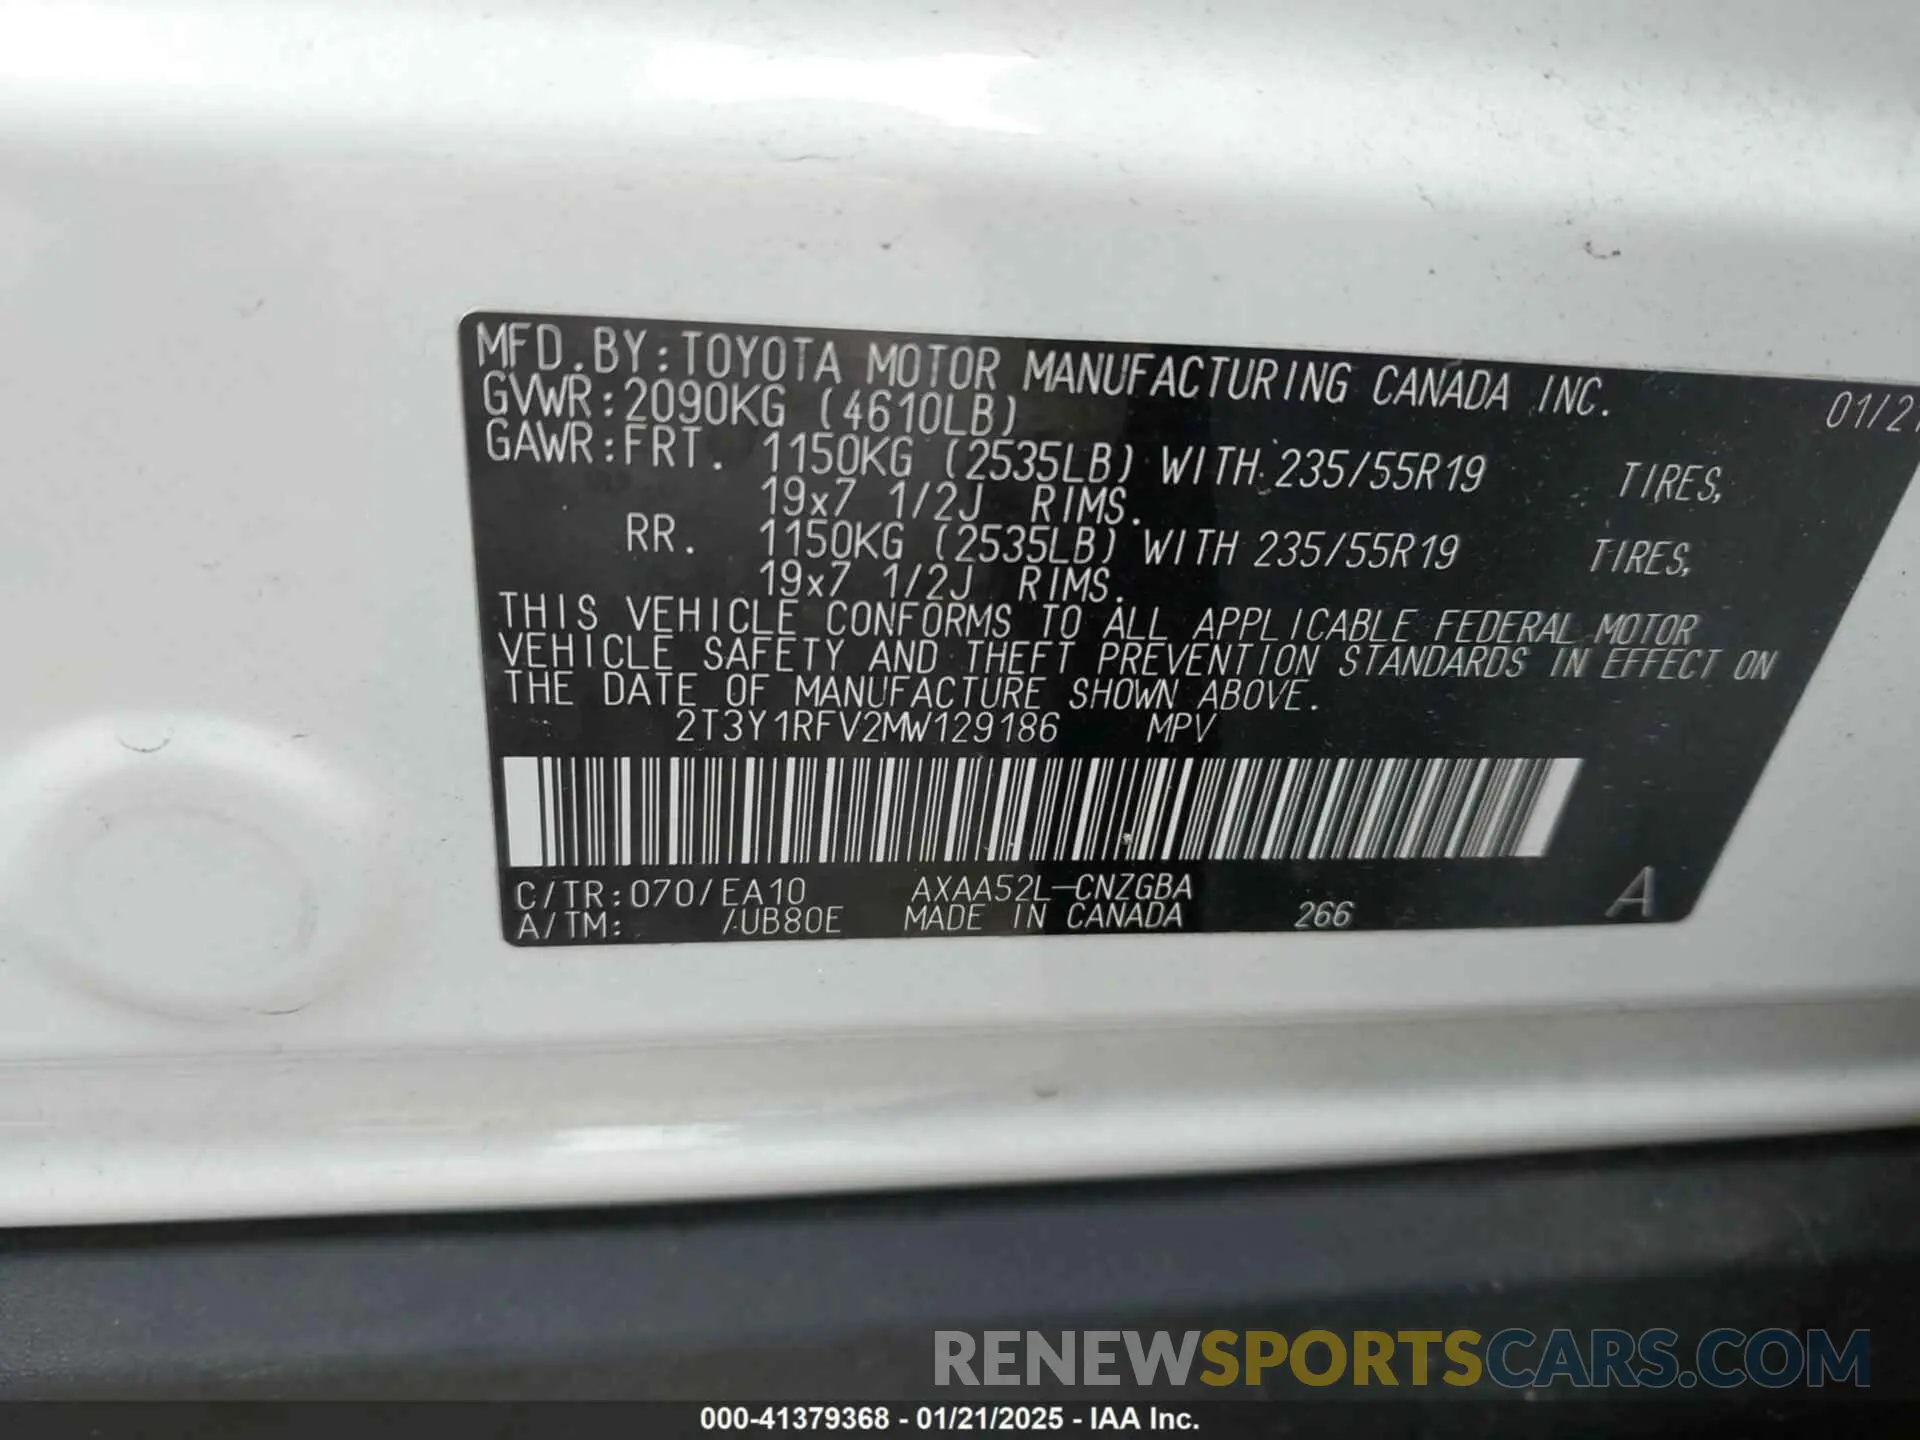 MFD.BY:TOYOTA MOTOR MANUFACTURING CANADA INC. 01/21
GVWR:2090KG (4610LB)
GAWR:FRT. 1150KG (2535LB) WITH 235/55R19 TIRES,
19x7 1/2J RIMS.
RR. 1150KG (2535LB) WITH 235/55R19 TIRES,
19x7 1/2J RIMS.
THIS VEHICLE CONFORMS TO ALL APPLICABLE FEDERAL MOTOR
VEHICLE SAFETY AND THEFT PREVENTION STANDARDS IN EFFECT ON
THE DATE OF MANUFACTURE SHOWN ABOVE.
2T3Y1RFV2MW129186 MPV
C/TR:070/EA10 AXAA52L-CNZGBA
A/TM: /UB80E MADE IN CANADA 266 A
RENEWSPORTSCARS.COM
000-41379368 - 01/21/2025 - IAA Inc.